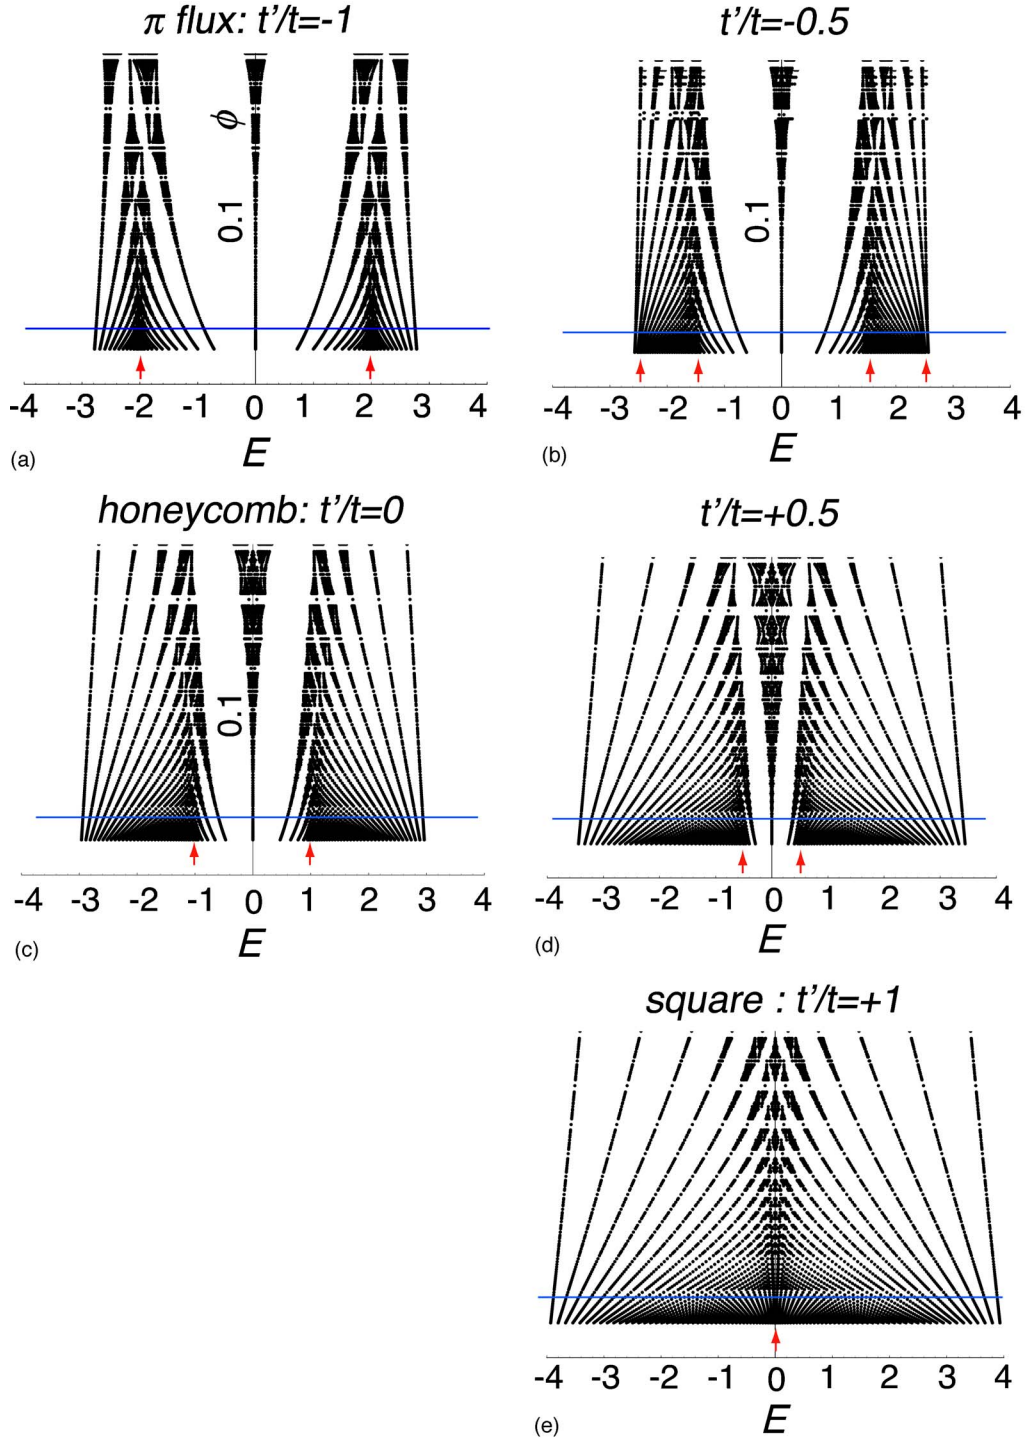 π flux: t'/t=-1
ϕ
0.1
-4 -3 -2 -1 0 1 2 3 4
E
(a)
t'/t=-0.5
0.1
-4 -3 -2 -1 0 1 2 3 4
E
(b)
honeycomb: t'/t=0
0.1
-4 -3 -2 -1 0 1 2 3 4
E
(c)
t'/t=+0.5
-4 -3 -2 -1 0 1 2 3 4
E
(d)
square : t'/t=+1
-4 -3 -2 -1 0 1 2 3 4
E
(e)